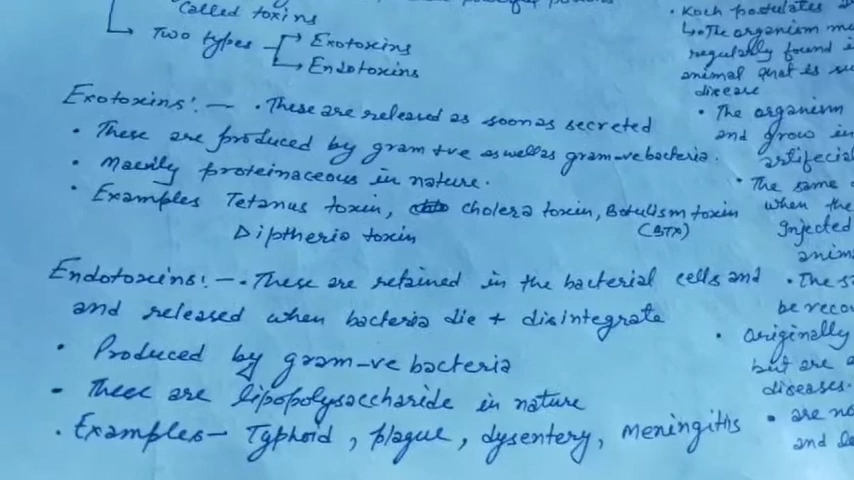 Called toxins
Two types → Exotoxins
→ Endotoxins
Exotoxins:— • These are released as soon as secreted
• These are produced by gram +ve as well as gram-ve bacteria.
• Mainly proteinaceous in nature.
• Examples Tetanus toxin, cholera toxin, Botulism toxin
(BTX)
Diptheria toxin
Endotoxins:— • These are retained in the bacterial cells and
and released when bacteria die + disintegrate
• Produced by gram-ve bacteria
- These are lipopolysaccharide in nature
• Examples- Typhoid, plague, dysentery, meningitis
• Koch postulates
↳ The organism
regularly found
animal that is
disease
• The organism
and grow in
artifecial
• The same
when the
Injected
• The
be
• Originally
but are
diseases.
• are
and